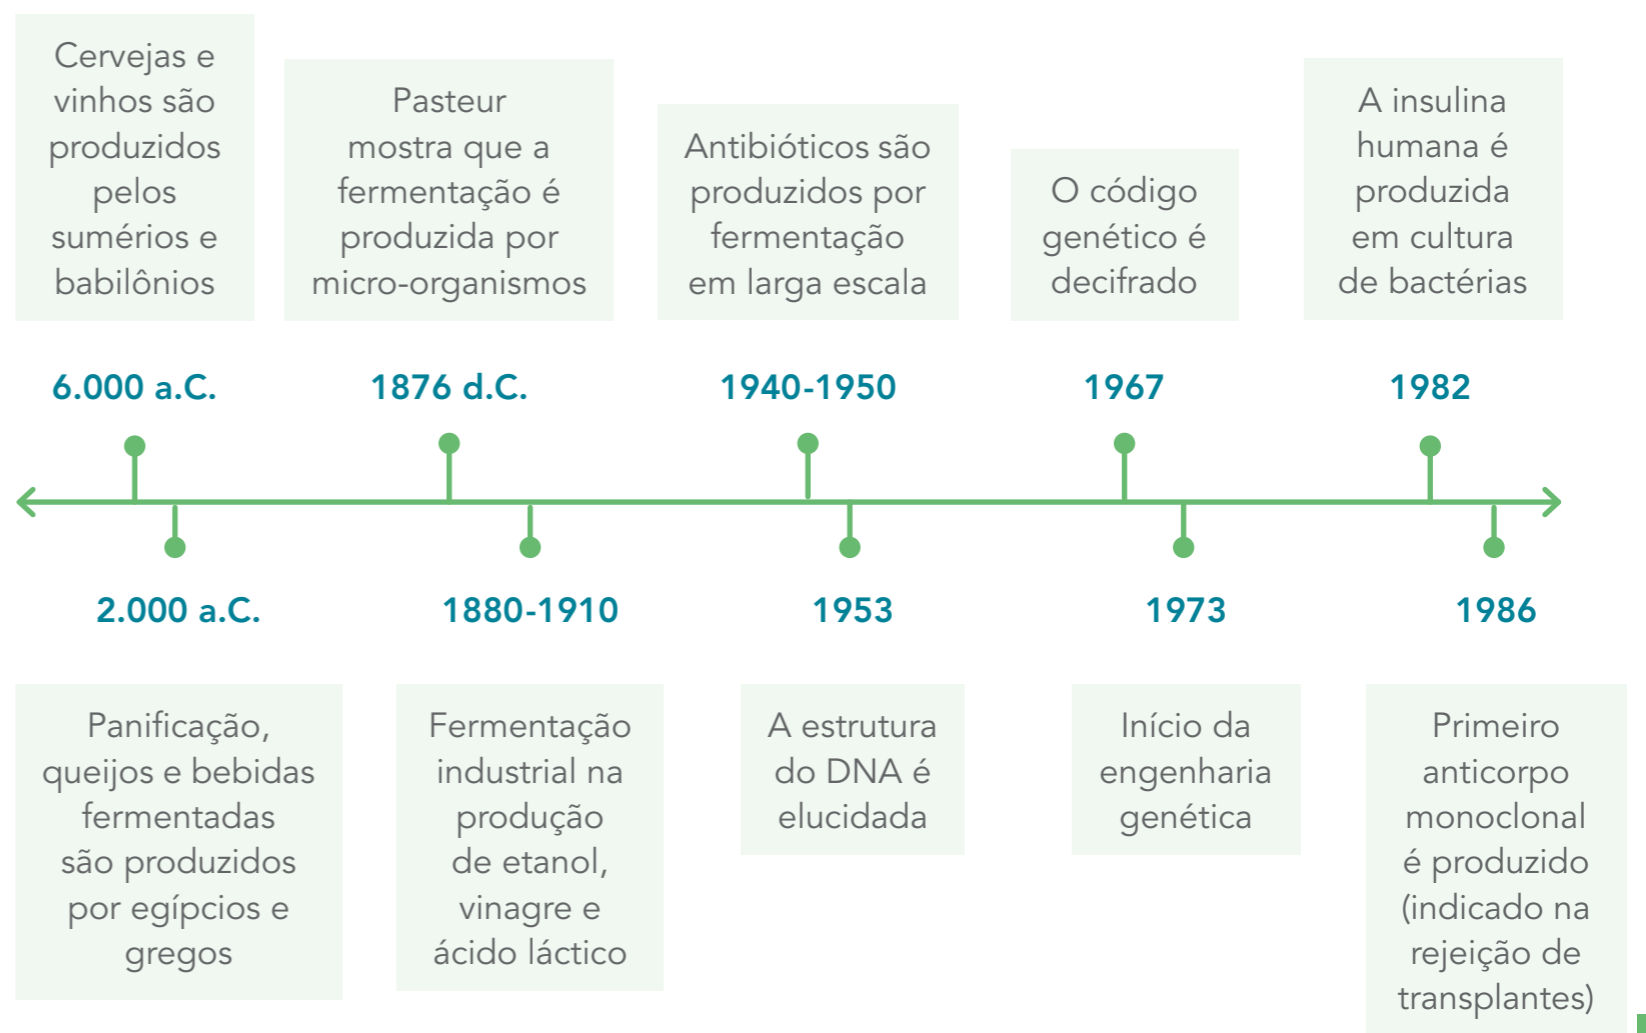 Cervejas e
vinhos são
produzidos
pelos
sumérios e
babilônios
Pasteur
mostra que a
fermentação é
produzida por
micro-organismos
Antibióticos são
produzidos por
fermentação
em larga escala
O código
genético é
decifrado
A insulina
humana é
produzida
em cultura
de bactérias
6.000 a.C.
1876 d.C.
1940-1950
1967
1982
2.000 a.C.
1880-1910
1953
1973
1986
Panificação,
queijos e bebidas
fermentadas
são produzidos
por egípcios e
gregos
Fermentação
industrial na
produção
de etanol,
vinagre e
ácido láctico
A estrutura
do DNA é
elucidada
Início da
engenharia
genética
Primeiro
anticorpo
monoclonal
é produzido
(indicado na
rejeição de
transplantes)